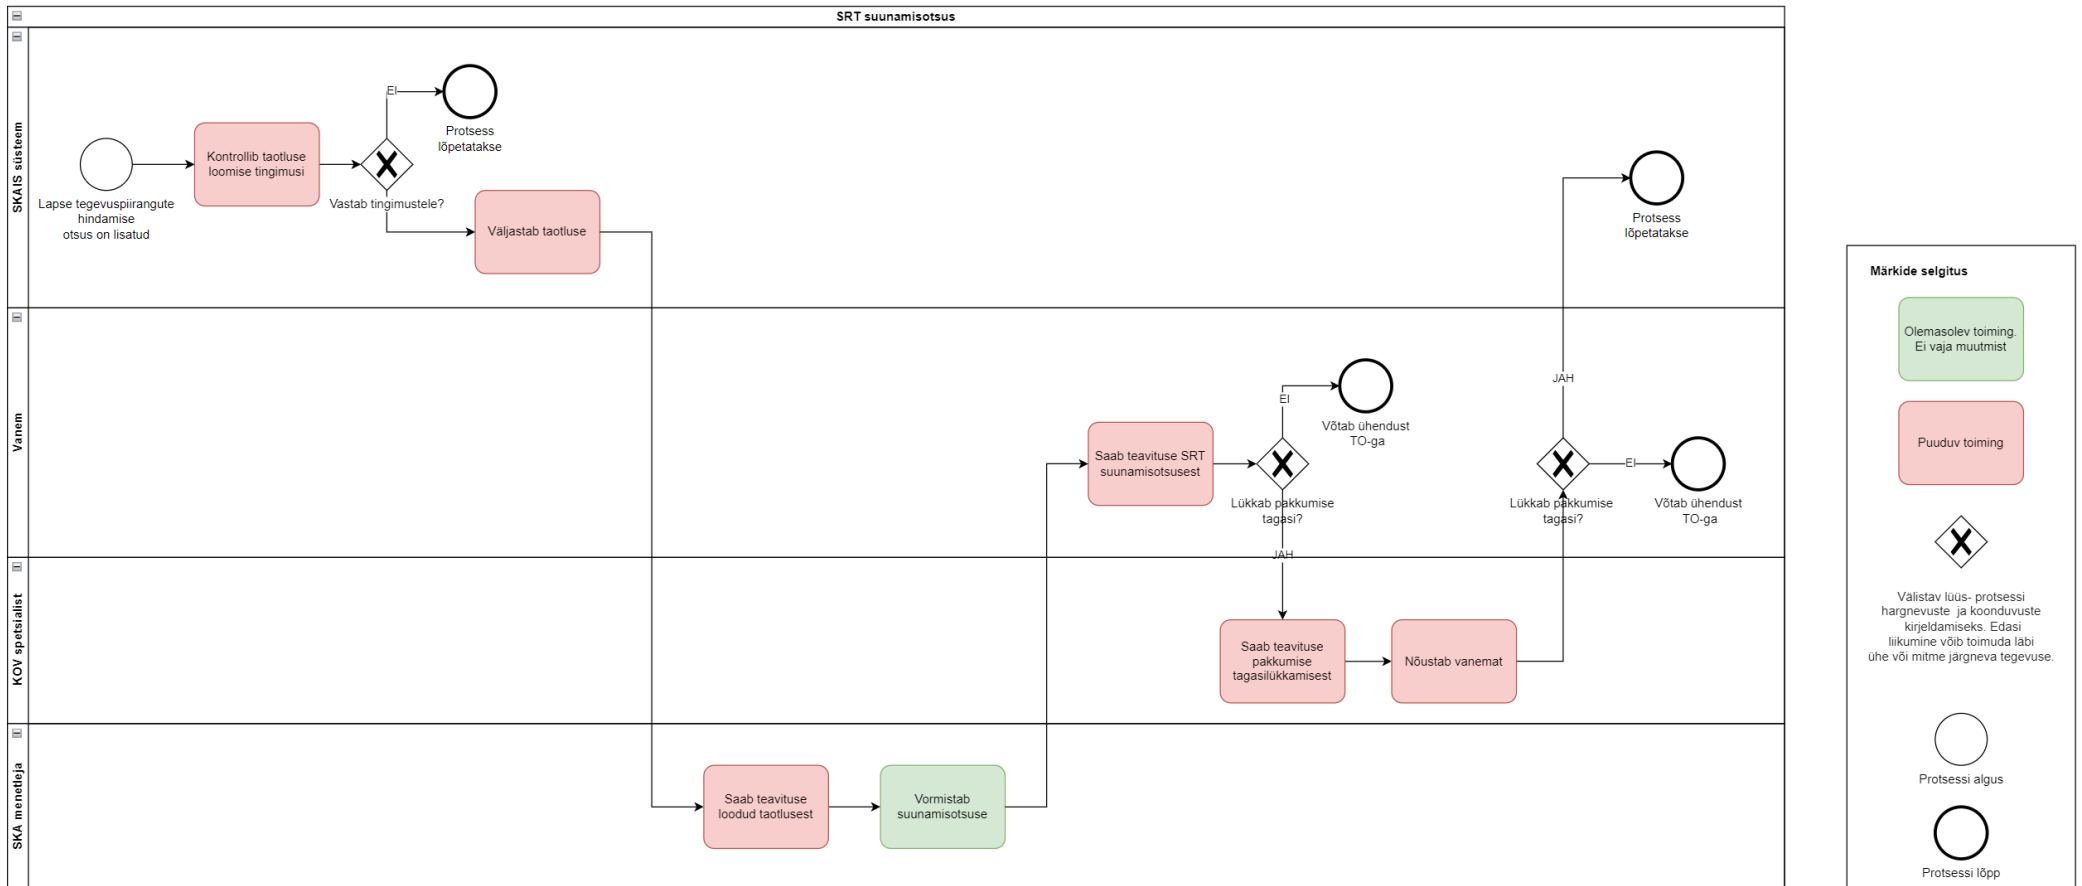 SRT suunamisotsus
SKAIS süsteem
Lapse tegevuspiirangute
hindamise
otsus on lisatud
Kontrollib taotluse
loomise tingimusi
Vastab tingimustele?
EI
Protsess
lõpetatakse
Väljastab taotluse
Protsess
lõpetatakse
Vanem
Saab teavituse SRT
suunamisotsusest
EI
Võtab ühendust
TO-ga
Lükkab pakkumise
tagasi?
JAH
JAH
Lükkab pakkumise
tagasi?
EI
Võtab ühendust
TO-ga
KOV spetsialist
Saab teavituse
pakkumise
tagasilükkamisest
Nõustab vanemat
SKA menetleja
Saab teavituse
loodud taotlusest
Vormistab
suunamisotsuse
Märkide selgitus
Olemasolev toiming.
Ei vaja muutmist
Puuduv toiming
Välistav lüüs- protsessi
hargnevuste ja koonduvuste
kirjeldamiseks. Edasi
liikumine võib toimuda läbi
ühe või mitme järgneva tegevuse.
Protsessi algus
Protsessi lõpp